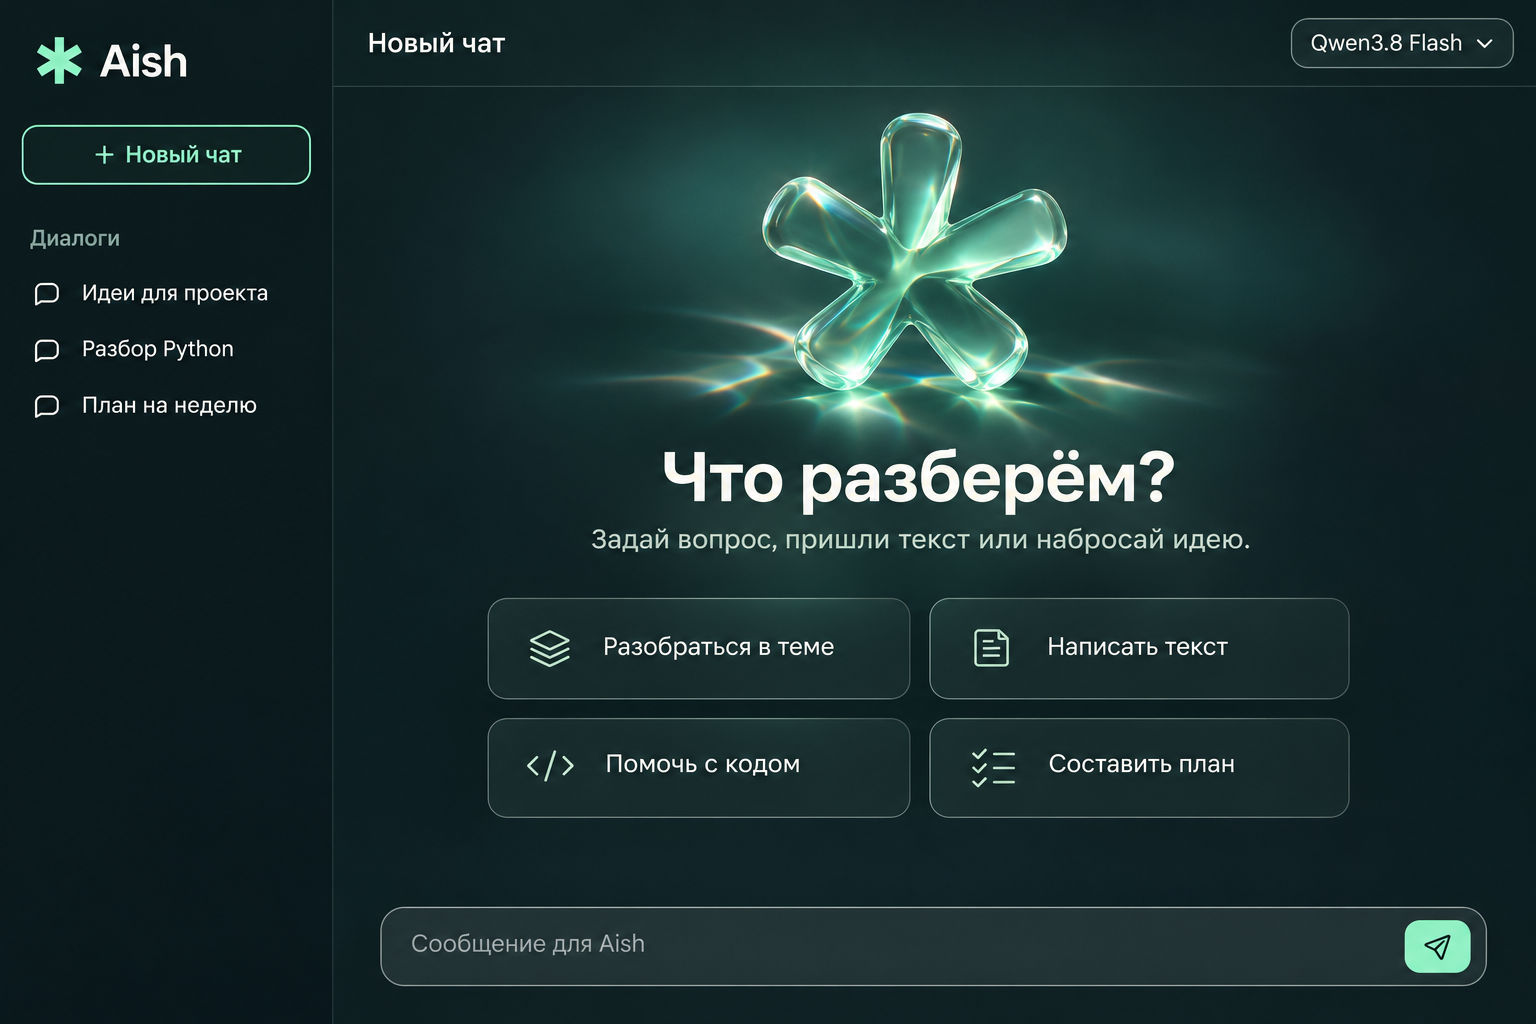 Aish
Новый чат
Диалоги
Идеи для проекта
Разбор Python
План на неделю
Новый чат
Qwen3.8 Flash
Что разберём?
Задай вопрос, пришли текст или набросай идею.
Разобраться в теме
Написать текст
Помочь с кодом
Составить план
Сообщение для Aish